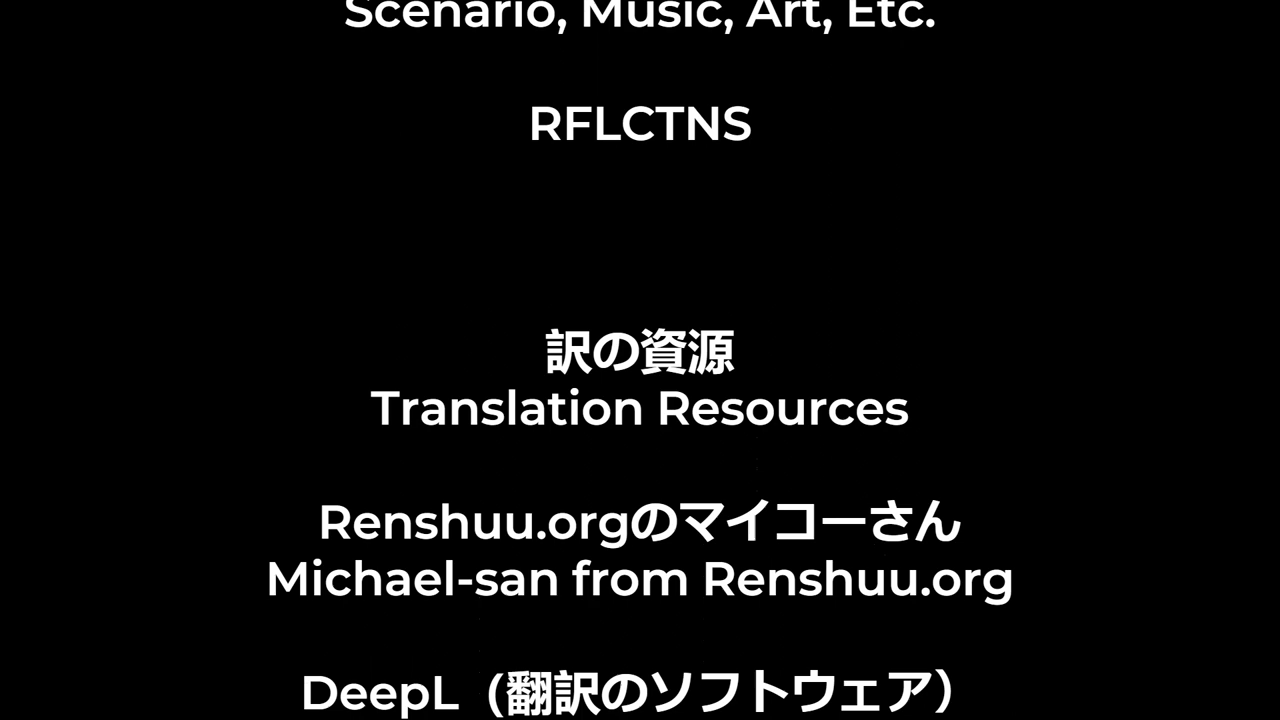 Scenario, Music, Art, Etc.
RFLCTNS
訳の資源
Translation Resources
Renshuu.orgのマイコーさん
Michael-san from Renshuu.org
DeepL（翻訳のソフトウェア）